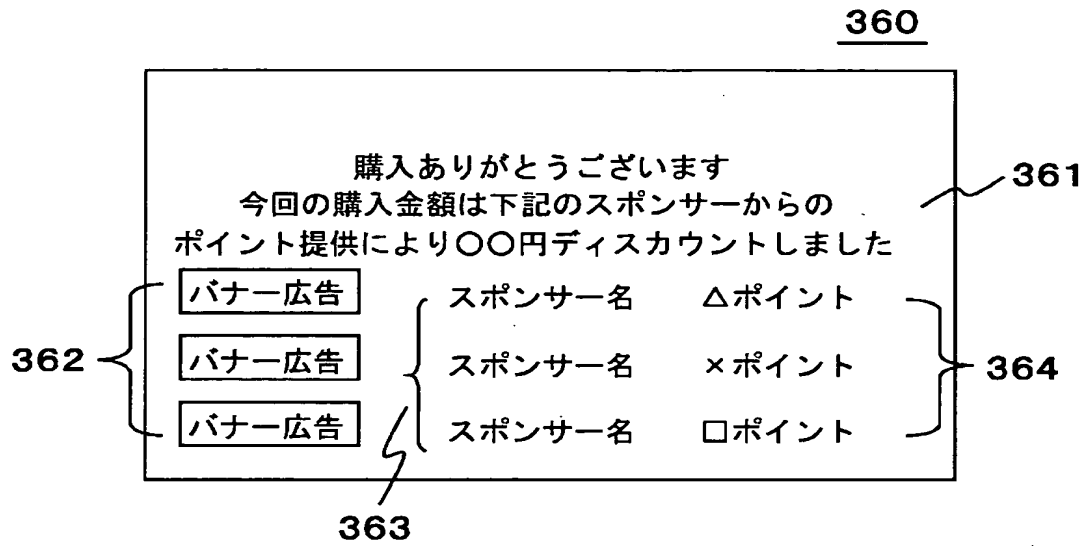 360
購入ありがとうございます
361
今回の購入金額は下記のスポンサーからの
ポイント提供により〇〇円ディスカウントしました
バナー広告 スポンサー名 △ポイント
362 バナー広告 スポンサー名 ×ポイント 364
バナー広告 スポンサー名 □ポイント
363